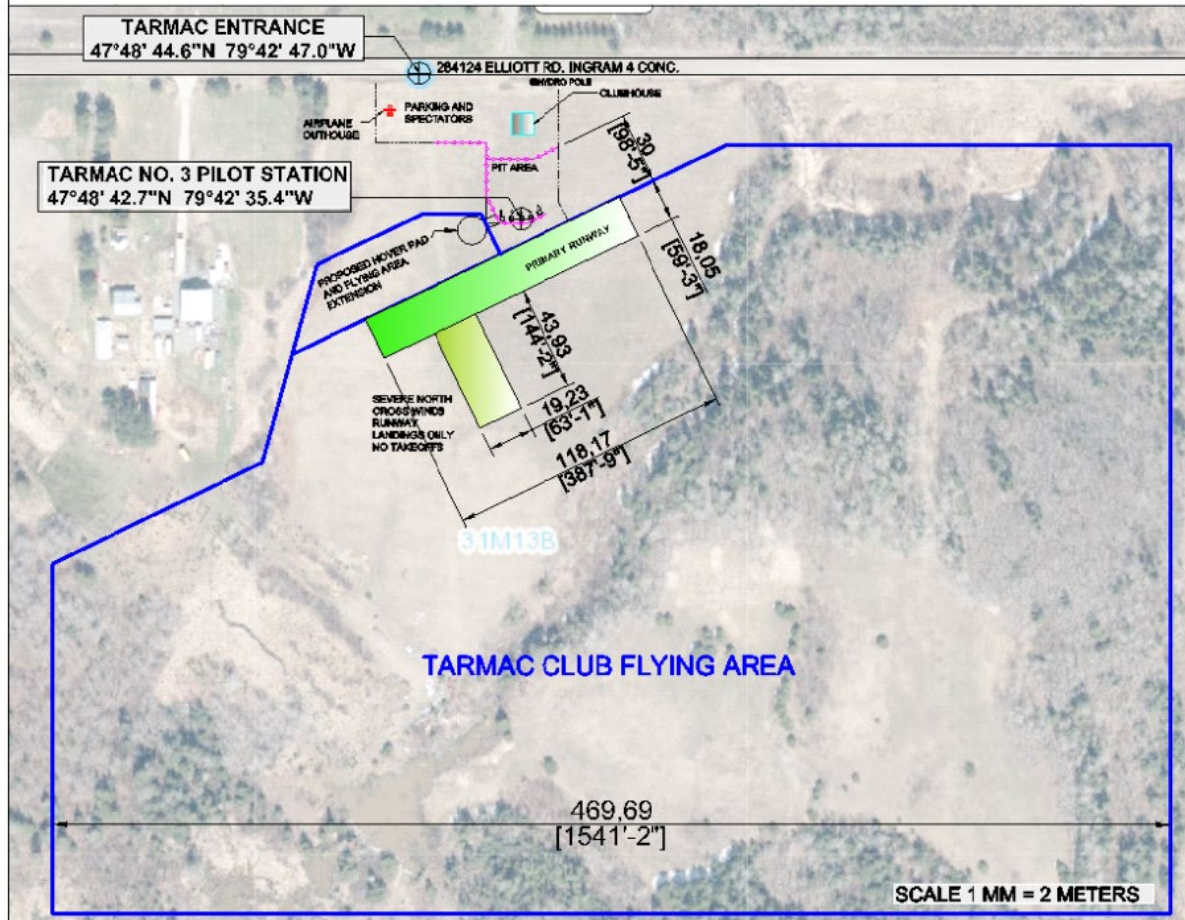 TARMAC ENTRANCE
47°48' 44.6"N 79°42' 47.0"W
284124 ELLIOTT RD. INGRAM 4 CONC.
HYDRO POLE
CLUBHOUSE
PARKING AND
SPECTATORS
AIRPLANE
OUTHOUSE
PIT AREA
30
[98'-5"]
TARMAC NO. 3 PILOT STATION
47°48' 42.7"N 79°42' 35.4"W
PROPOSED HOVER PAD
AND FLYING AREA
EXTENSION
PRIMARY RUNWAY
18,05
[59'-3"]
43,93
[144'-2"]
SEVERE NORTH
CROSSWINDS
RUNWAY
LANDINGS ONLY
NO TAKEOFFS
19,23
[63'-1"]
118,17
[387'-9"]
31M13B
TARMAC CLUB FLYING AREA
469,69
[1541'-2"]
SCALE 1 MM = 2 METERS